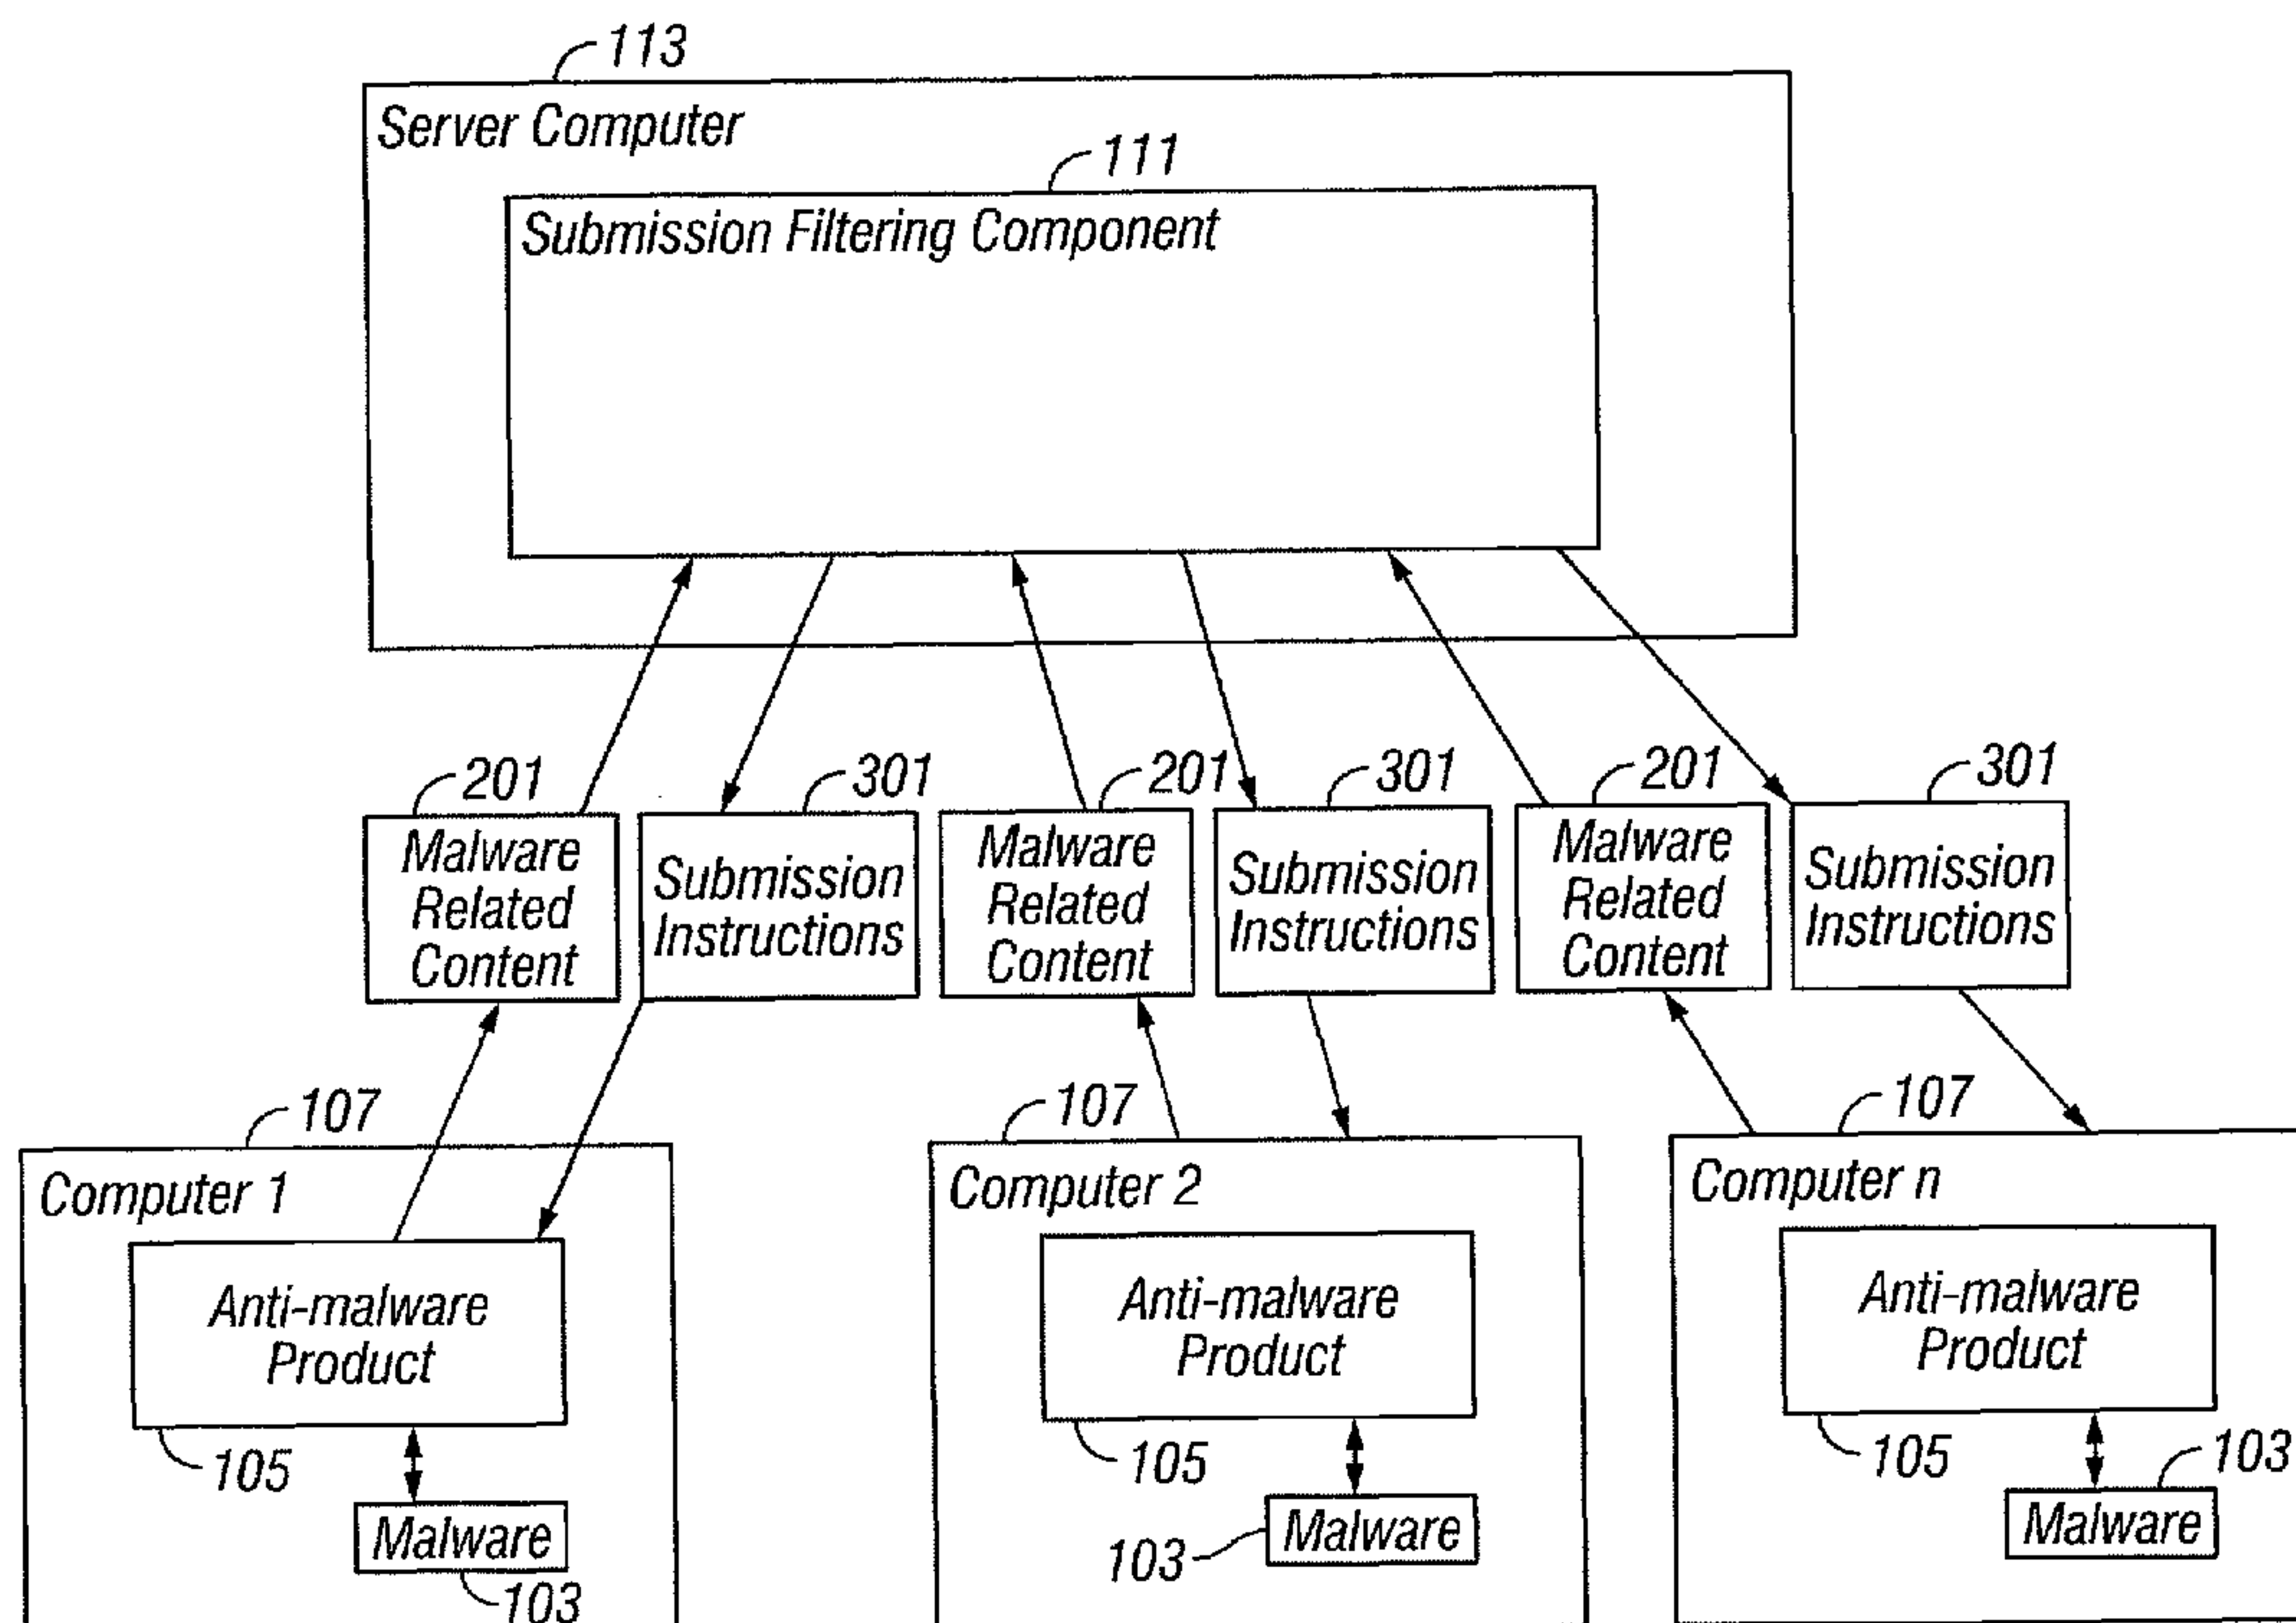 113
Server Computer
111
Submission Filtering Component
201
301
201
301
201
301
Malware
Related
Content
Submission
Instructions
Malware
Related
Content
Submission
Instructions
Malware
Related
Content
Submission
Instructions
107
107
107
Computer 1
Computer 2
Computer n
Anti-malware
Product
Anti-malware
Product
Anti-malware
Product
105
105
105
103
Malware
Malware
Malware
103
103